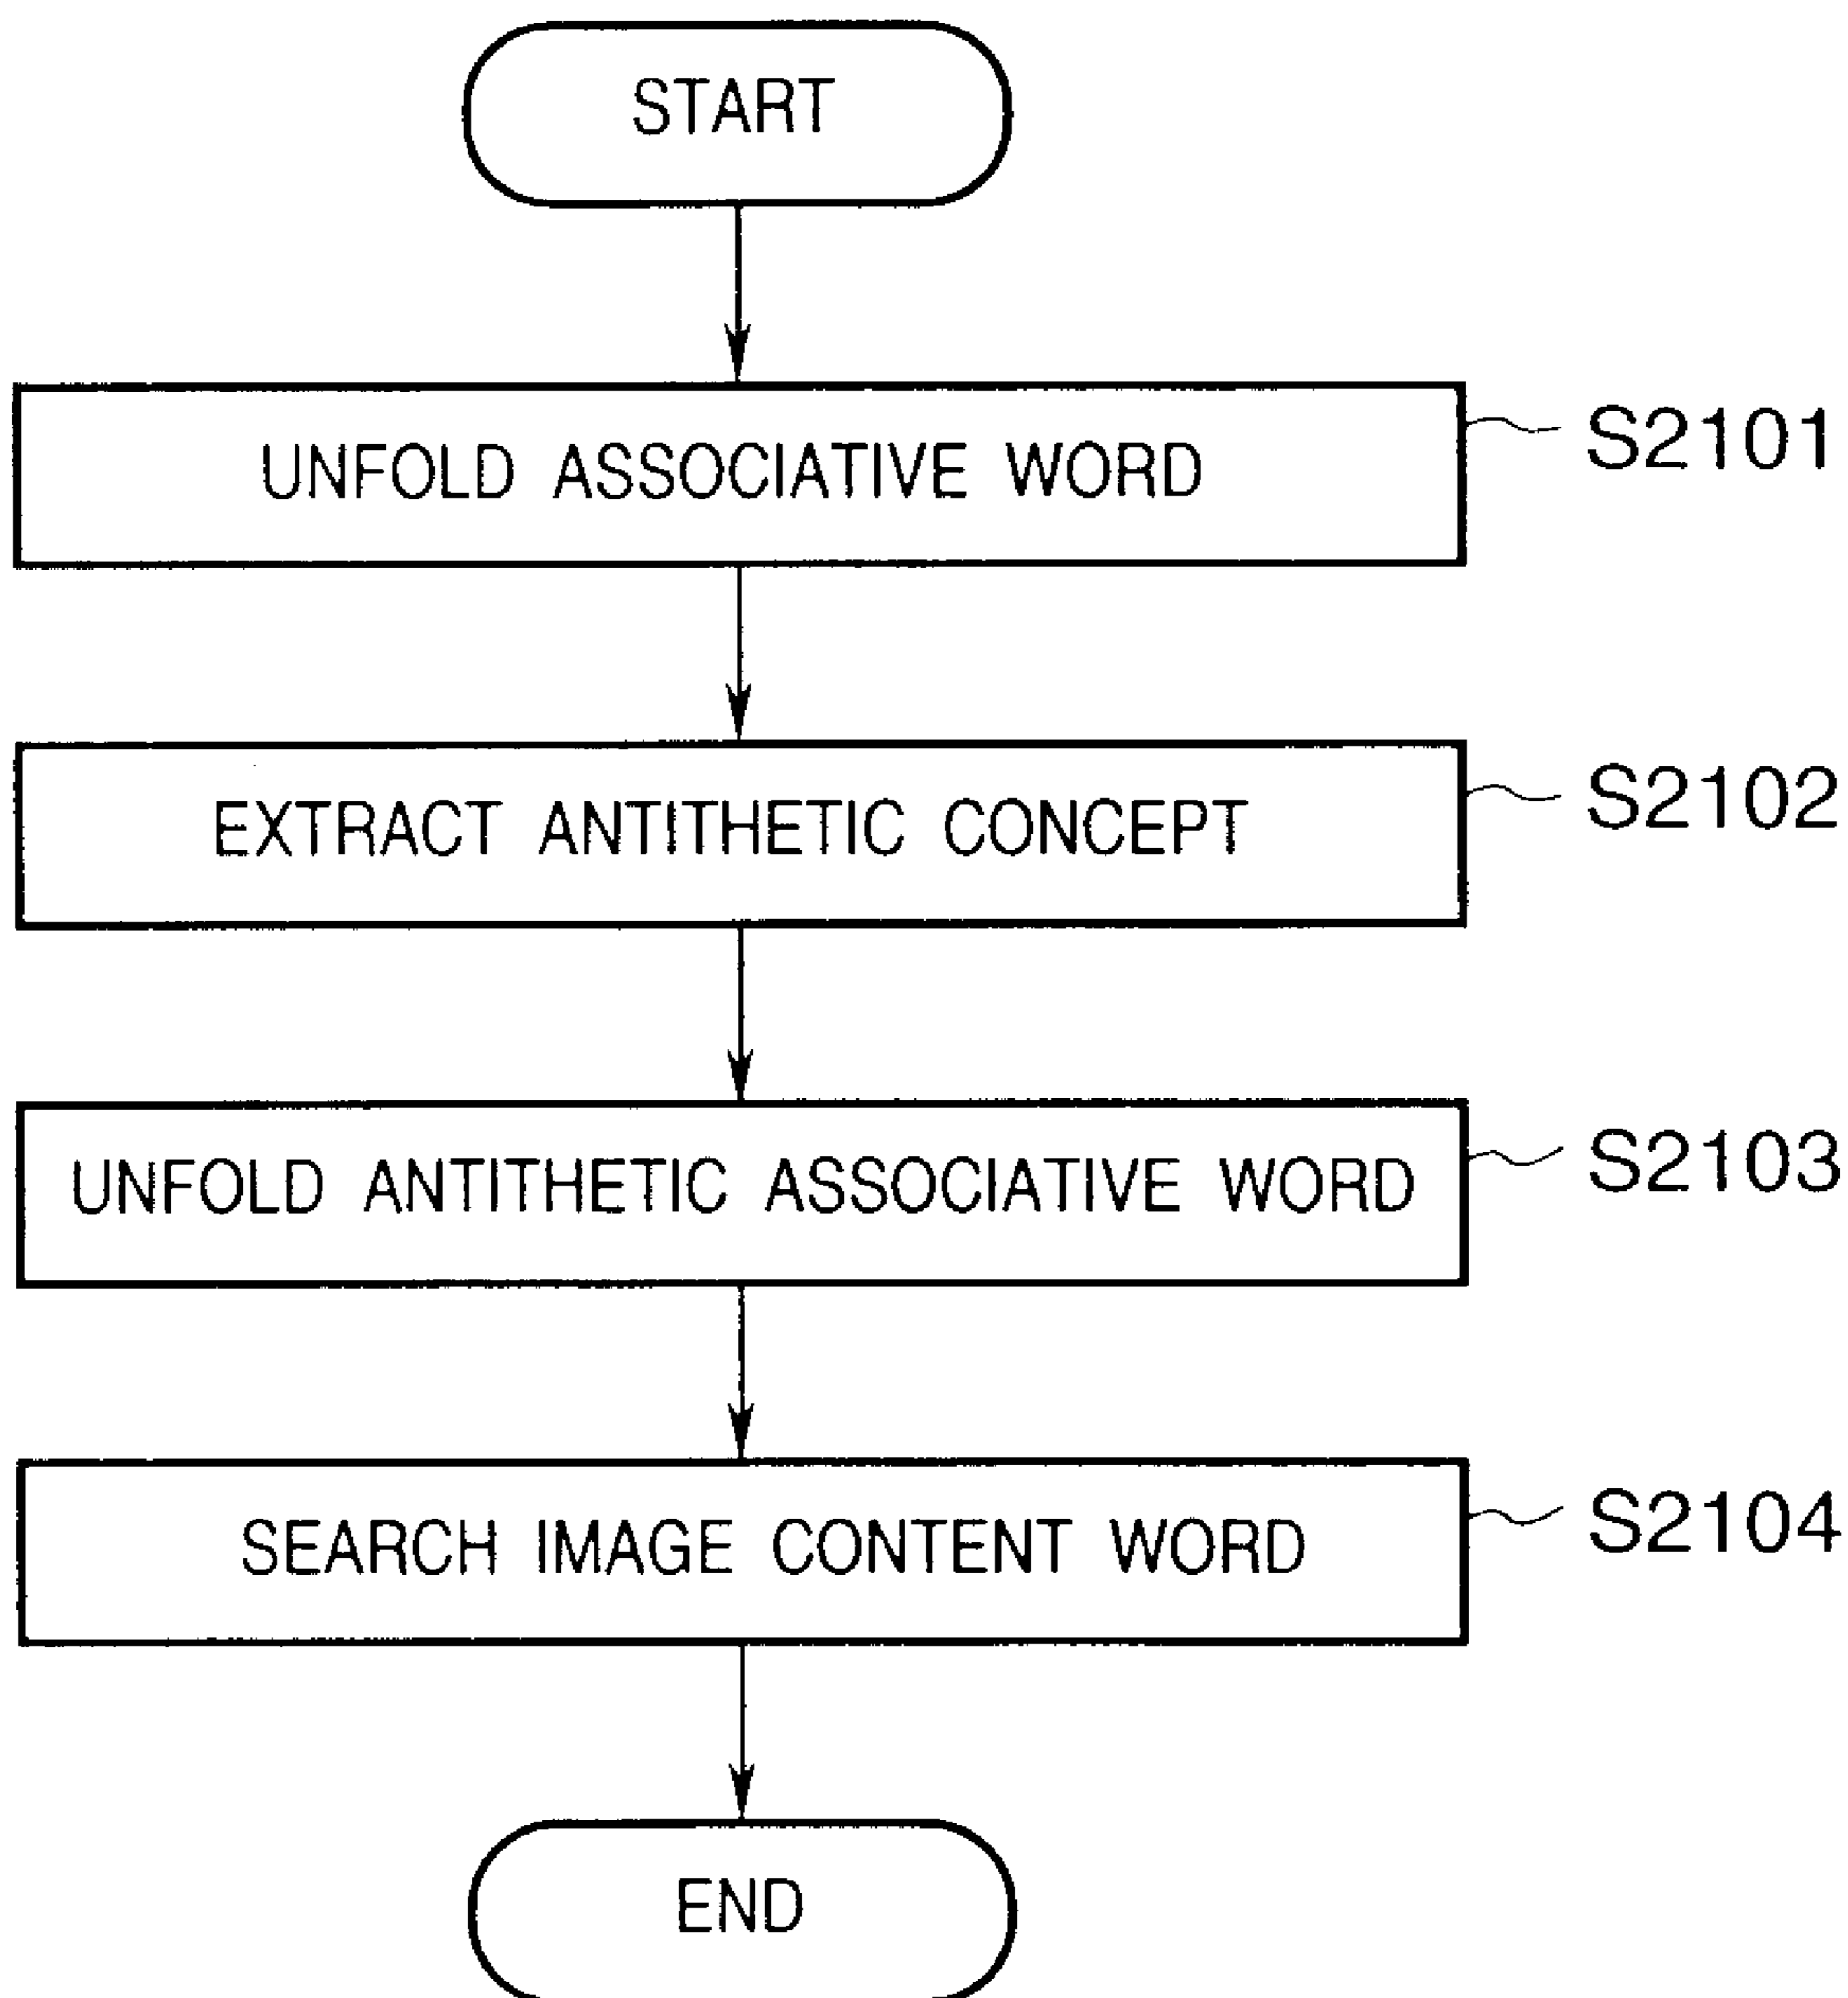 START
UNFOLD ASSOCIATIVE WORD S2101
EXTRACT ANTITHETIC CONCEPT S2102
UNFOLD ANTITHETIC ASSOCIATIVE WORD S2103
SEARCH IMAGE CONTENT WORD S2104
END